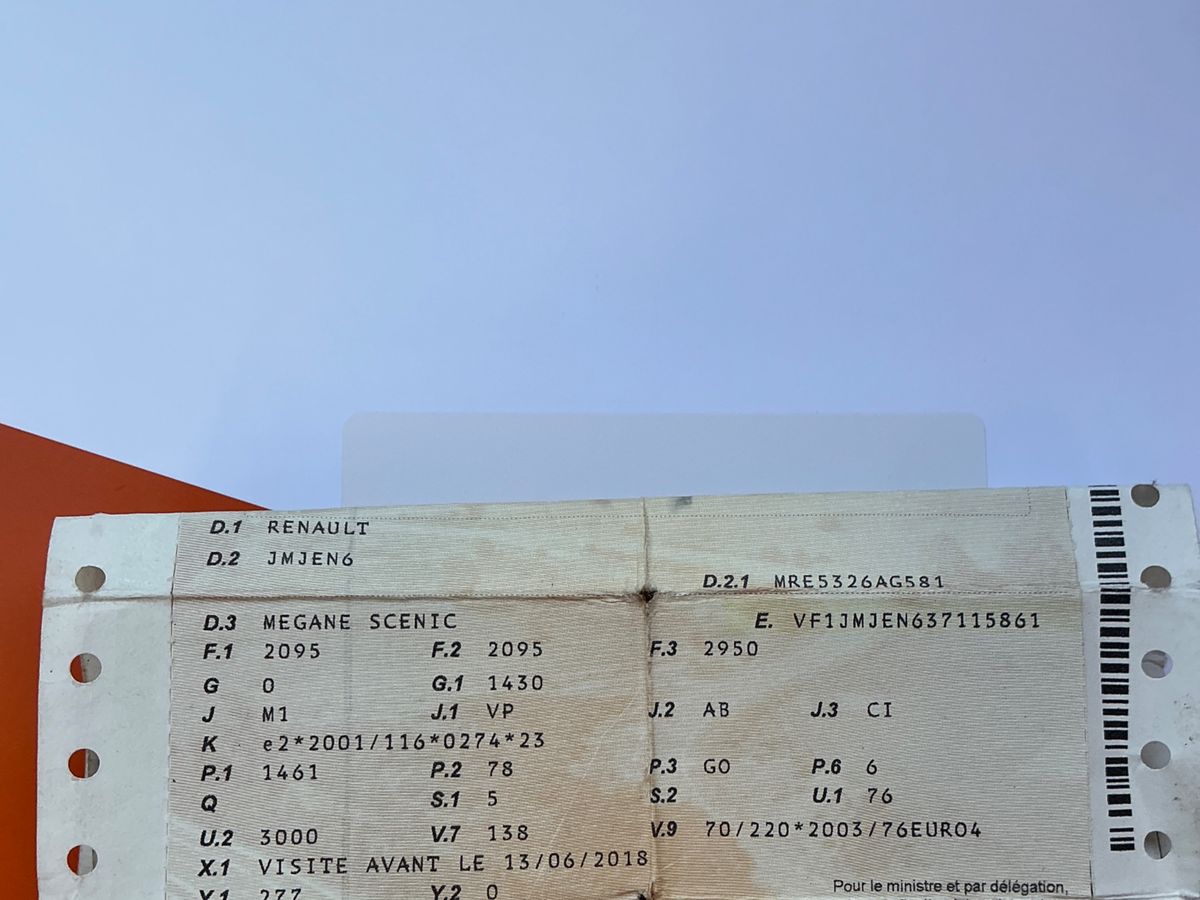 D.1 RENAULT
D.2 JMJEN6
D.2.1 MRE5326AG581
D.3 MEGANE SCENIC E. VF1JMJEN637115861
F.1 2095 F.2 2095 F.3 2950
G 0 G.1 1430
J M1 J.1 VP J.2 AB J.3 CI
K e2*2001/116*0274*23
P.1 1461 P.2 78 P.3 GO P.6 6
Q S.1 5 S.2 U.1 76
U.2 3000 V.7 138 V.9 70/220*2003/76EURO4
X.1 VISITE AVANT LE 13/06/2018
Y.1 277 Y.2 0
Pour le ministre et par délégation,